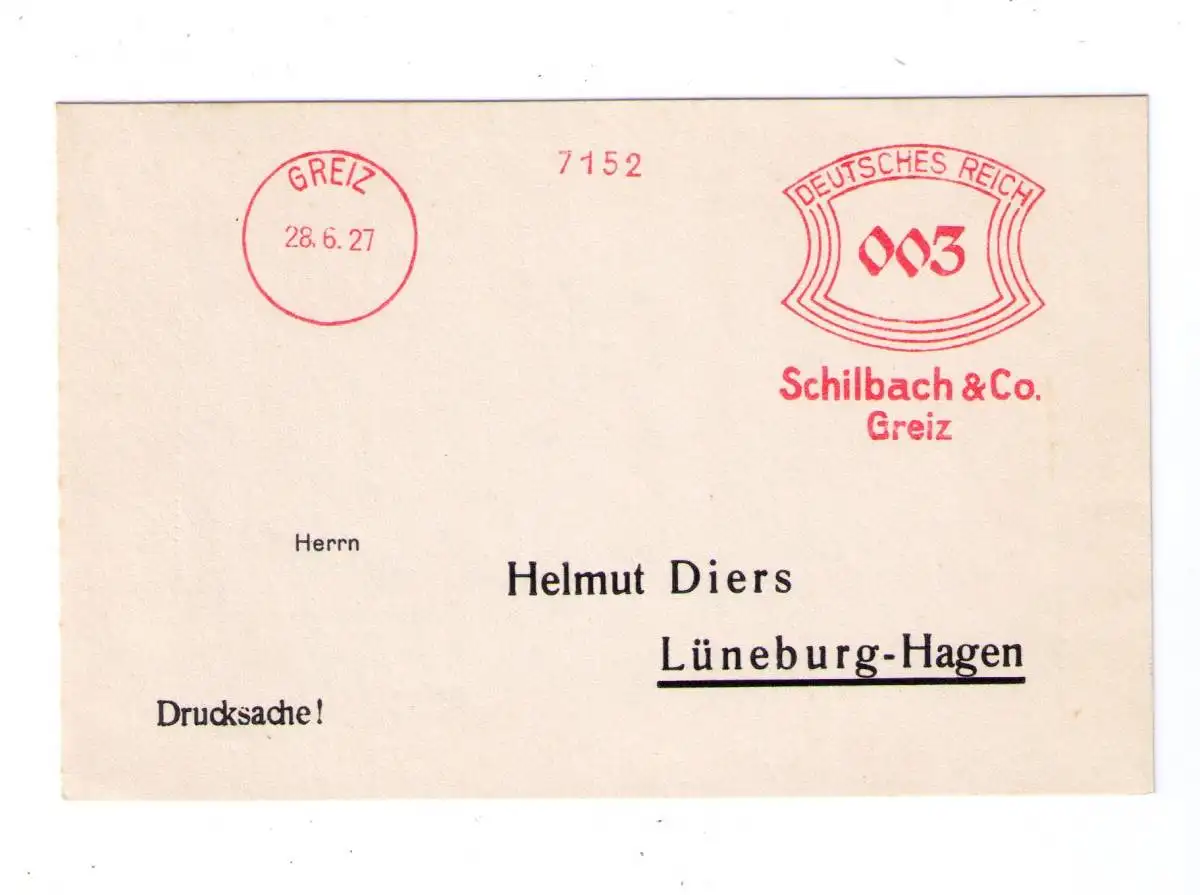 GREIZ
28.6.27
7152
DEUTSCHES REICH
003
Schilbach & Co.
Greiz
Herrn
Helmut Diers
Lüneburg-Hagen
Drucksache!